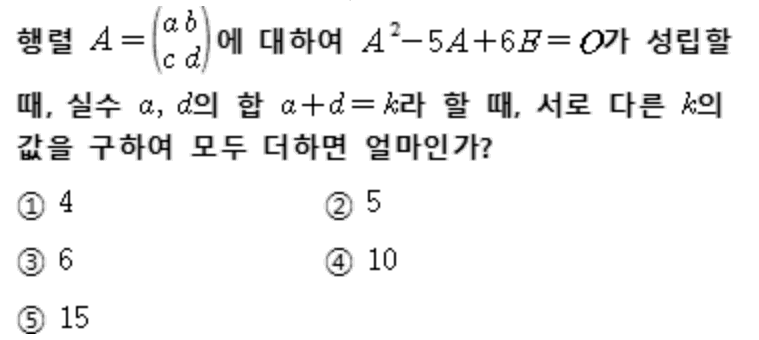 행렬 A=(a b
c d)에 대하여 A²−5A+6E=O가 성립할
때, 실수 a, d의 합 a+d=k라 할 때, 서로 다른 k의
값을 구하여 모두 더하면 얼마인가?
① 4 ② 5
③ 6 ④ 10
⑤ 15